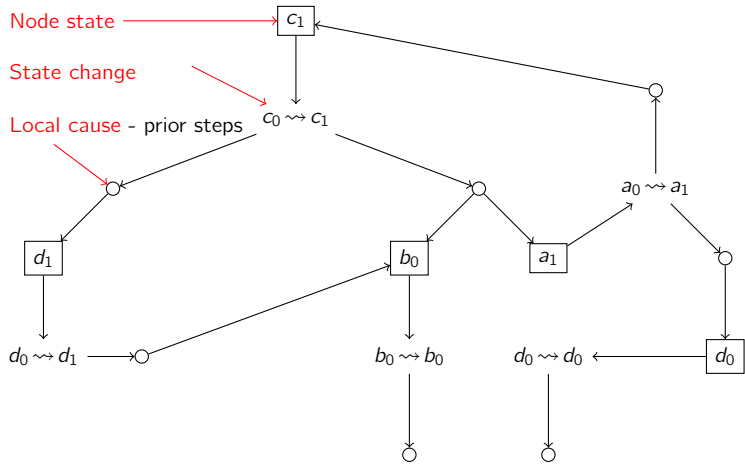 Node state
c₁
State change
c₀ ⇝ c₁
Local cause - prior steps
a₀ ⇝ a₁
d₁
b₀
a₁
d₀ ⇝ d₁
b₀ ⇝ b₀
d₀ ⇝ d₀
d₀